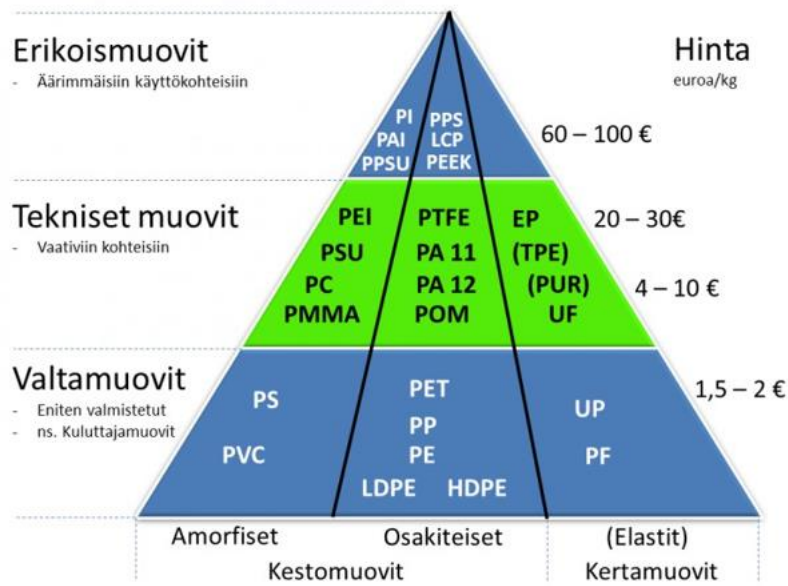 Erikoismuovit
- Äärimmäisiin käyttökohteisiin
Hinta
euroa/kg
PI
PAI
PPSU
PPS
LCP
PEEK
60 – 100 €
Tekniset muovit
- Vaativiin kohteisiin
PEI
PSU
PC
PMMA
PTFE
PA 11
PA 12
POM
EP
(TPE)
(PUR)
UF
20 – 30€
4 – 10 €
Valtamuovit
- Eniten valmistetut
- ns. Kuluttajamuovit
PS
PVC
PET
PP
PE
LDPE HDPE
UP
PF
1,5 – 2 €
Amorfiset
Osakiteiset
(Elastit)
Kestomuovit
Kertamuovit